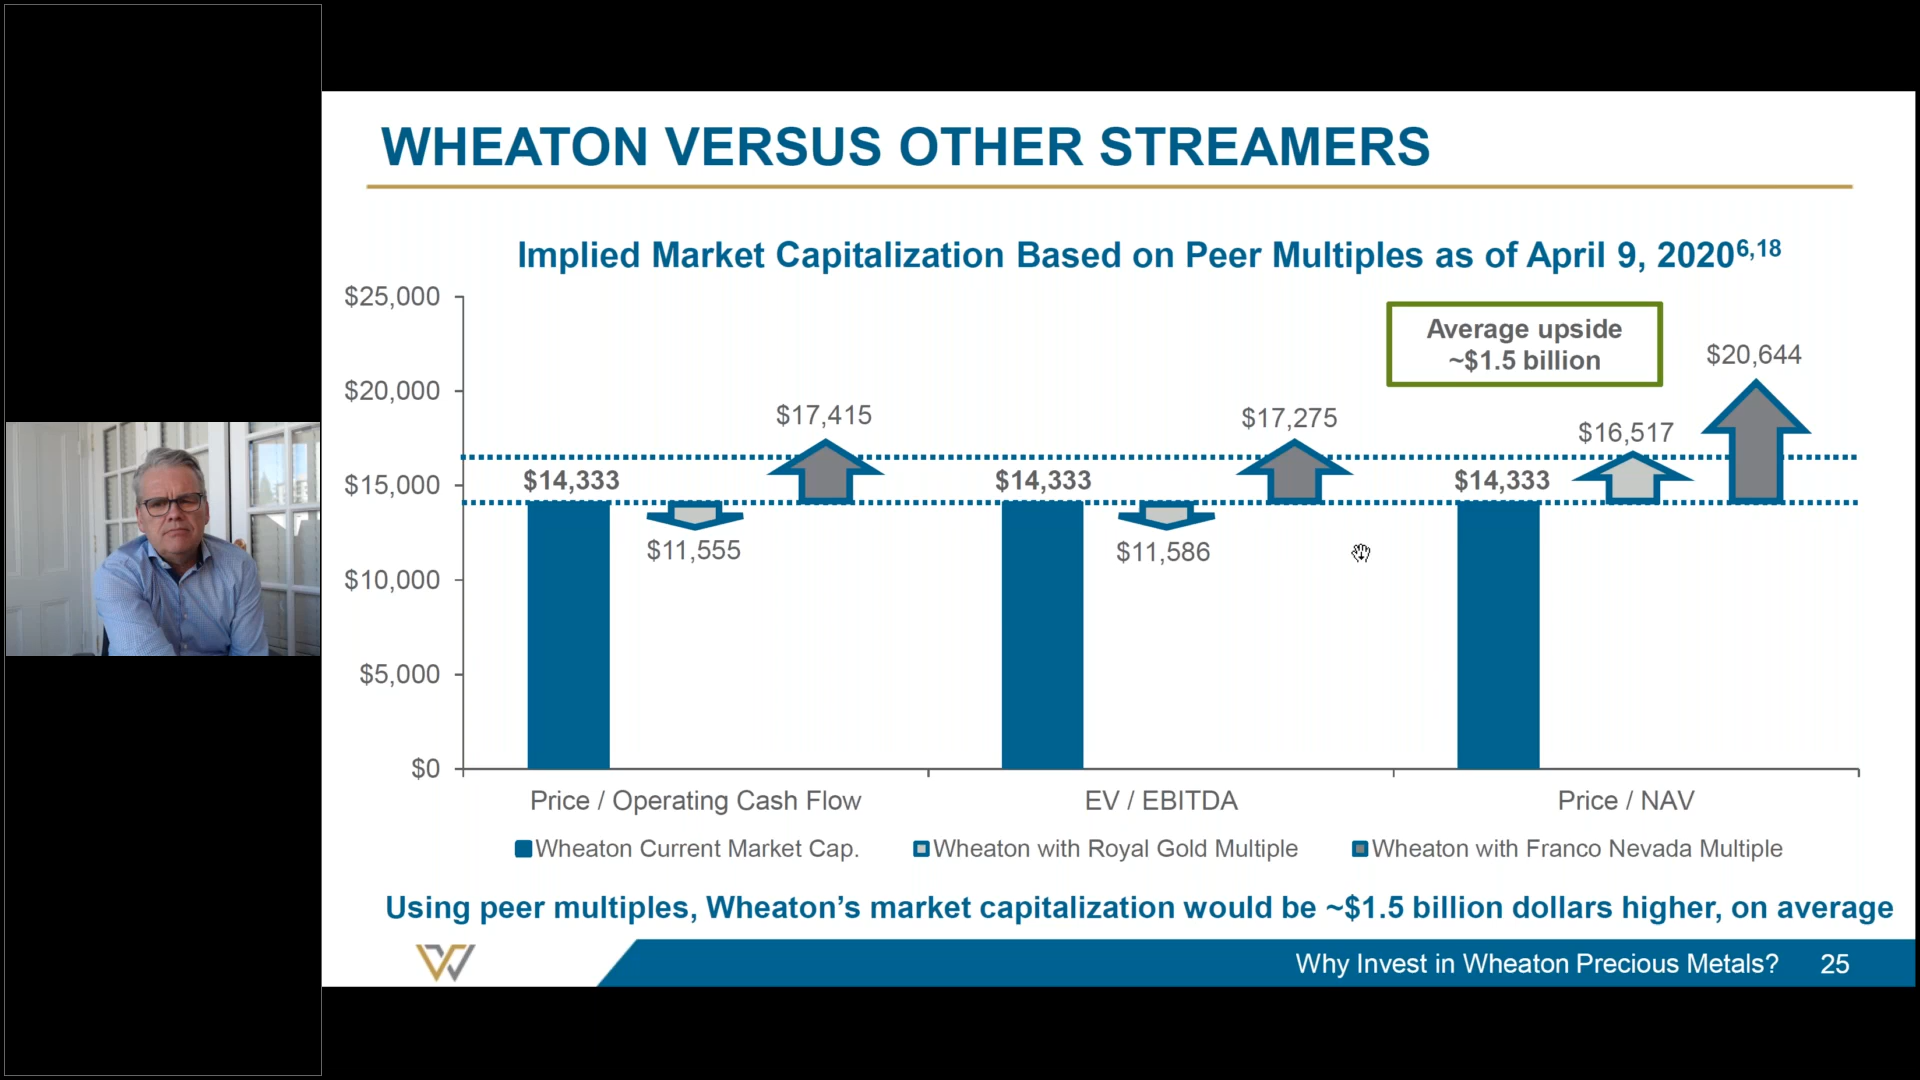 WHEATON VERSUS OTHER STREAMERS
Implied Market Capitalization Based on Peer Multiples as of April 9, 20206,18
$25,000
$20,000
$15,000
$10,000
$5,000
$0
Average upside
~$1.5 billion
$14,333
$11,555
$17,415
$14,333
$11,586
$17,275
$14,333
$16,517
$20,644
Price / Operating Cash Flow
EV / EBITDA
Price / NAV
Wheaton Current Market Cap.
Wheaton with Royal Gold Multiple
Wheaton with Franco Nevada Multiple
Using peer multiples, Wheaton’s market capitalization would be ~$1.5 billion dollars higher, on average
Why Invest in Wheaton Precious Metals? 25